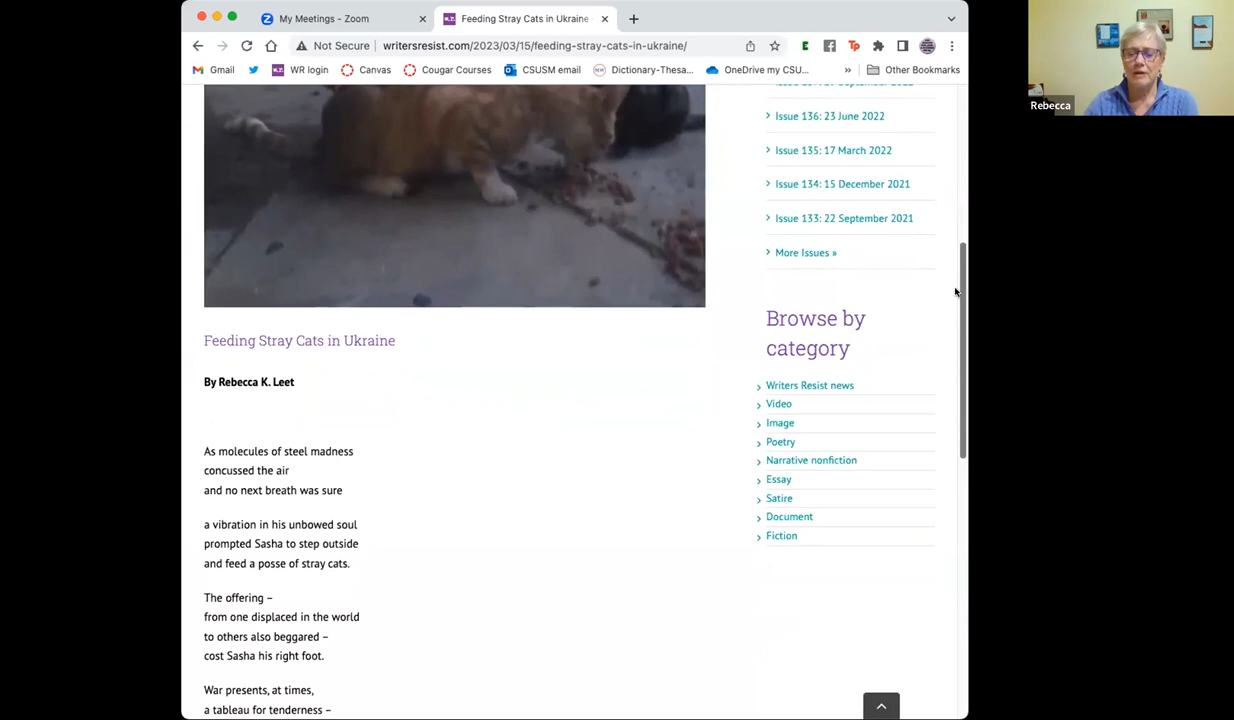 My Meetings - Zoom
Feeding Stray Cats in Ukraine
Not Secure
writersresist.com/2023/03/15/feeding-stray-cats-in-ukraine/
Gmail
WR login
Canvas
Cougar Courses
CSUSM email
Dictionary-Thesa...
OneDrive my CSU...
»
Other Bookmarks
Rebecca
Issue 136: 23 June 2022
Issue 135: 17 March 2022
Issue 134: 15 December 2021
Issue 133: 22 September 2021
More Issues »
Browse by
category
Writers Resist news
Video
Image
Poetry
Narrative nonfiction
Essay
Satire
Document
Fiction
Feeding Stray Cats in Ukraine
By Rebecca K. Leet
As molecules of steel madness
concussed the air
and no next breath was sure
a vibration in his unbowed soul
prompted Sasha to step outside
and feed a posse of stray cats.
The offering –
from one displaced in the world
to others also beggared –
cost Sasha his right foot.
War presents, at times,
a tableau for tenderness –